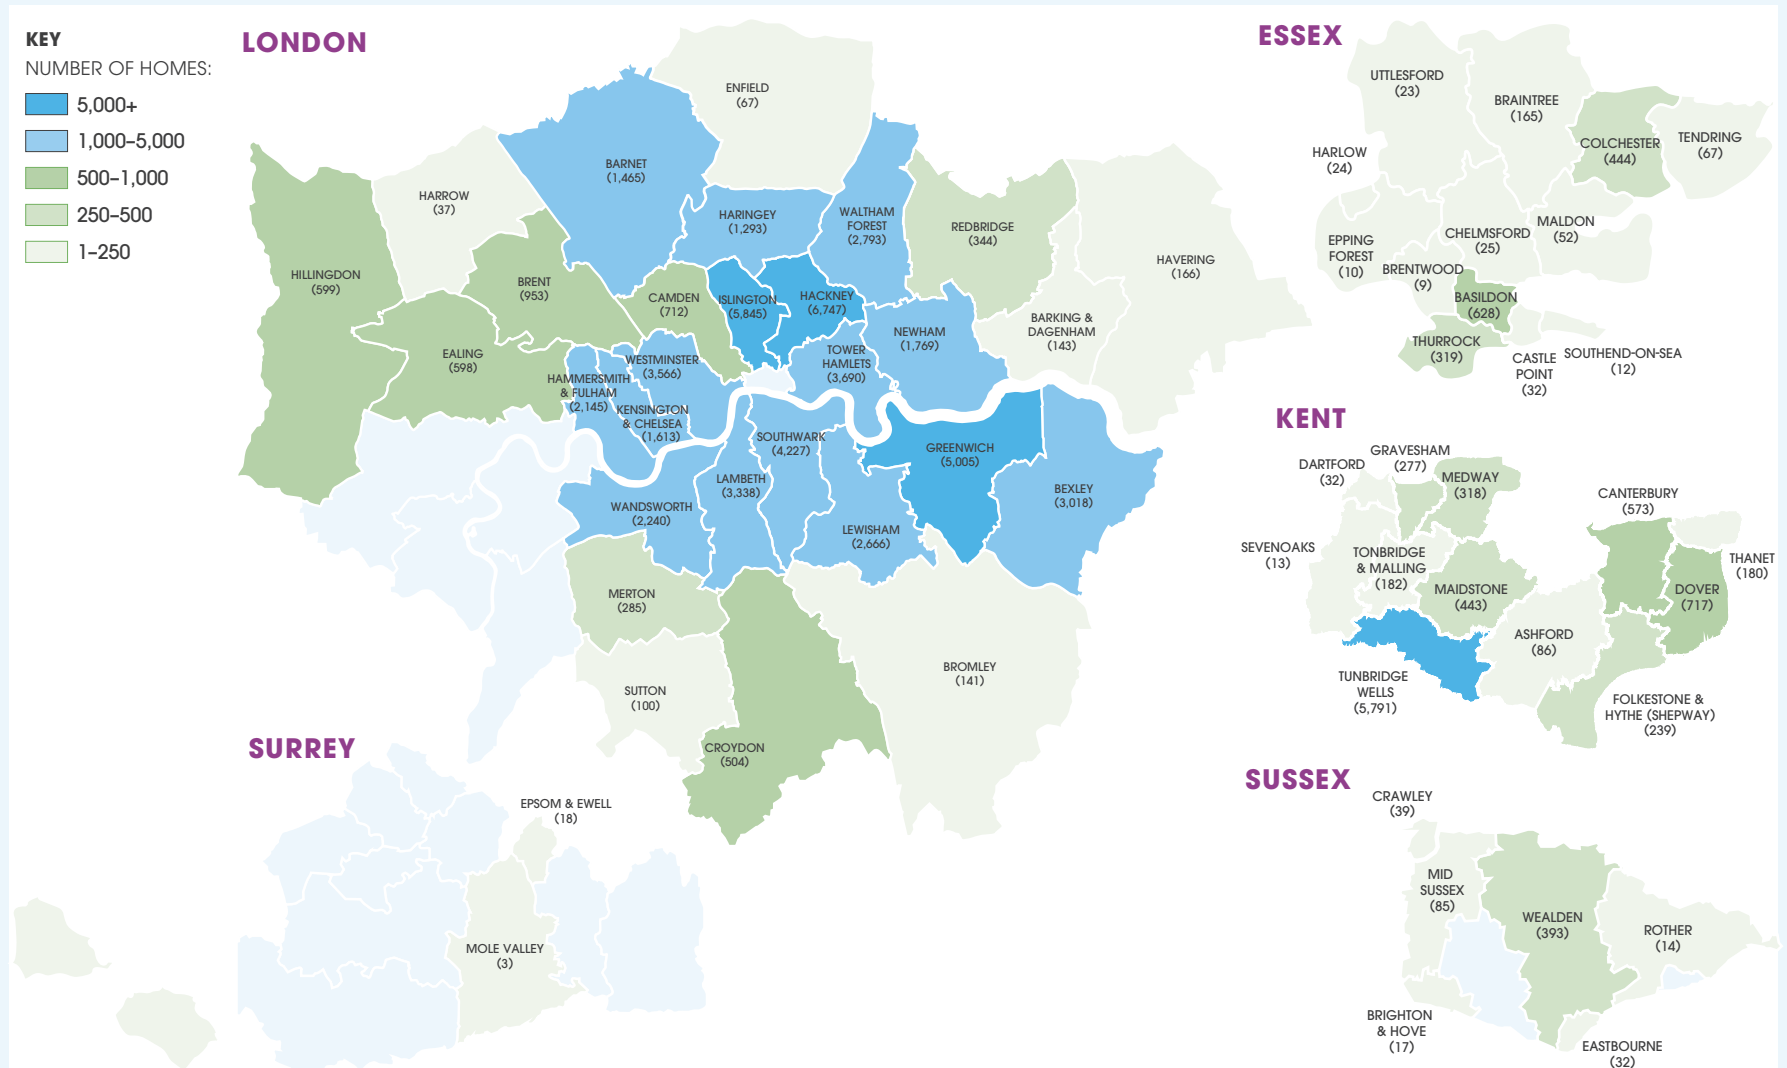 KEY
NUMBER OF HOMES:
5,000+
1,000–5,000
500–1,000
250–500
1–250
LONDON
ENFIELD
(67)
BARNET
(1,465)
HARROW
(37)
HARINGEY
(1,293)
WALTHAM
FOREST
(2,793)
REDBRIDGE
(344)
HAVERING
(166)
HILLINGDON
(599)
BRENT
(953)
CAMDEN
(712)
ISLINGTON
(5,845)
HACKNEY
(6,747)
NEWHAM
(1,769)
BARKING &
DAGENHAM
(143)
EALING
(598)
HAMMERSMITH
& FULHAM
(2,145)
WESTMINSTER
(3,566)
KENSINGTON
& CHELSEA
(1,613)
TOWER
HAMLETS
(3,690)
SOUTHWARK
(4,227)
GREENWICH
(5,005)
LAMBETH
(3,338)
BEXLEY
(3,018)
WANDSWORTH
(2,240)
LEWISHAM
(2,666)
MERTON
(285)
BROMLEY
(141)
SUTTON
(100)
CROYDON
(504)
SURREY
EPSOM & EWELL
(18)
MOLE VALLEY
(3)
ESSEX
UTTLESFORD
(23)
BRAINTREE
(165)
COLCHESTER
(444)
TENDRING
(67)
HARLOW
(24)
EPPING
FOREST
(10)
CHELMSFORD
(25)
MALDON
(52)
BRENTWOOD
(9)
BASILDON
(628)
THURROCK
(319)
CASTLE
POINT
(32)
SOUTHEND-ON-SEA
(12)
KENT
DARTFORD
(32)
GRAVESHAM
(277)
MEDWAY
(318)
CANTERBURY
(573)
SEVENOAKS
(13)
TONBRIDGE
& MALLING
(182)
MAIDSTONE
(443)
THANET
(180)
DOVER
(717)
ASHFORD
(86)
TUNBRIDGE
WELLS
(5,791)
FOLKESTONE &
HYTHE (SHEPWAY)
(239)
SUSSEX
CRAWLEY
(39)
MID
SUSSEX
(85)
WEALDEN
(393)
ROTHER
(14)
BRIGHTON
& HOVE
(17)
EASTBOURNE
(32)